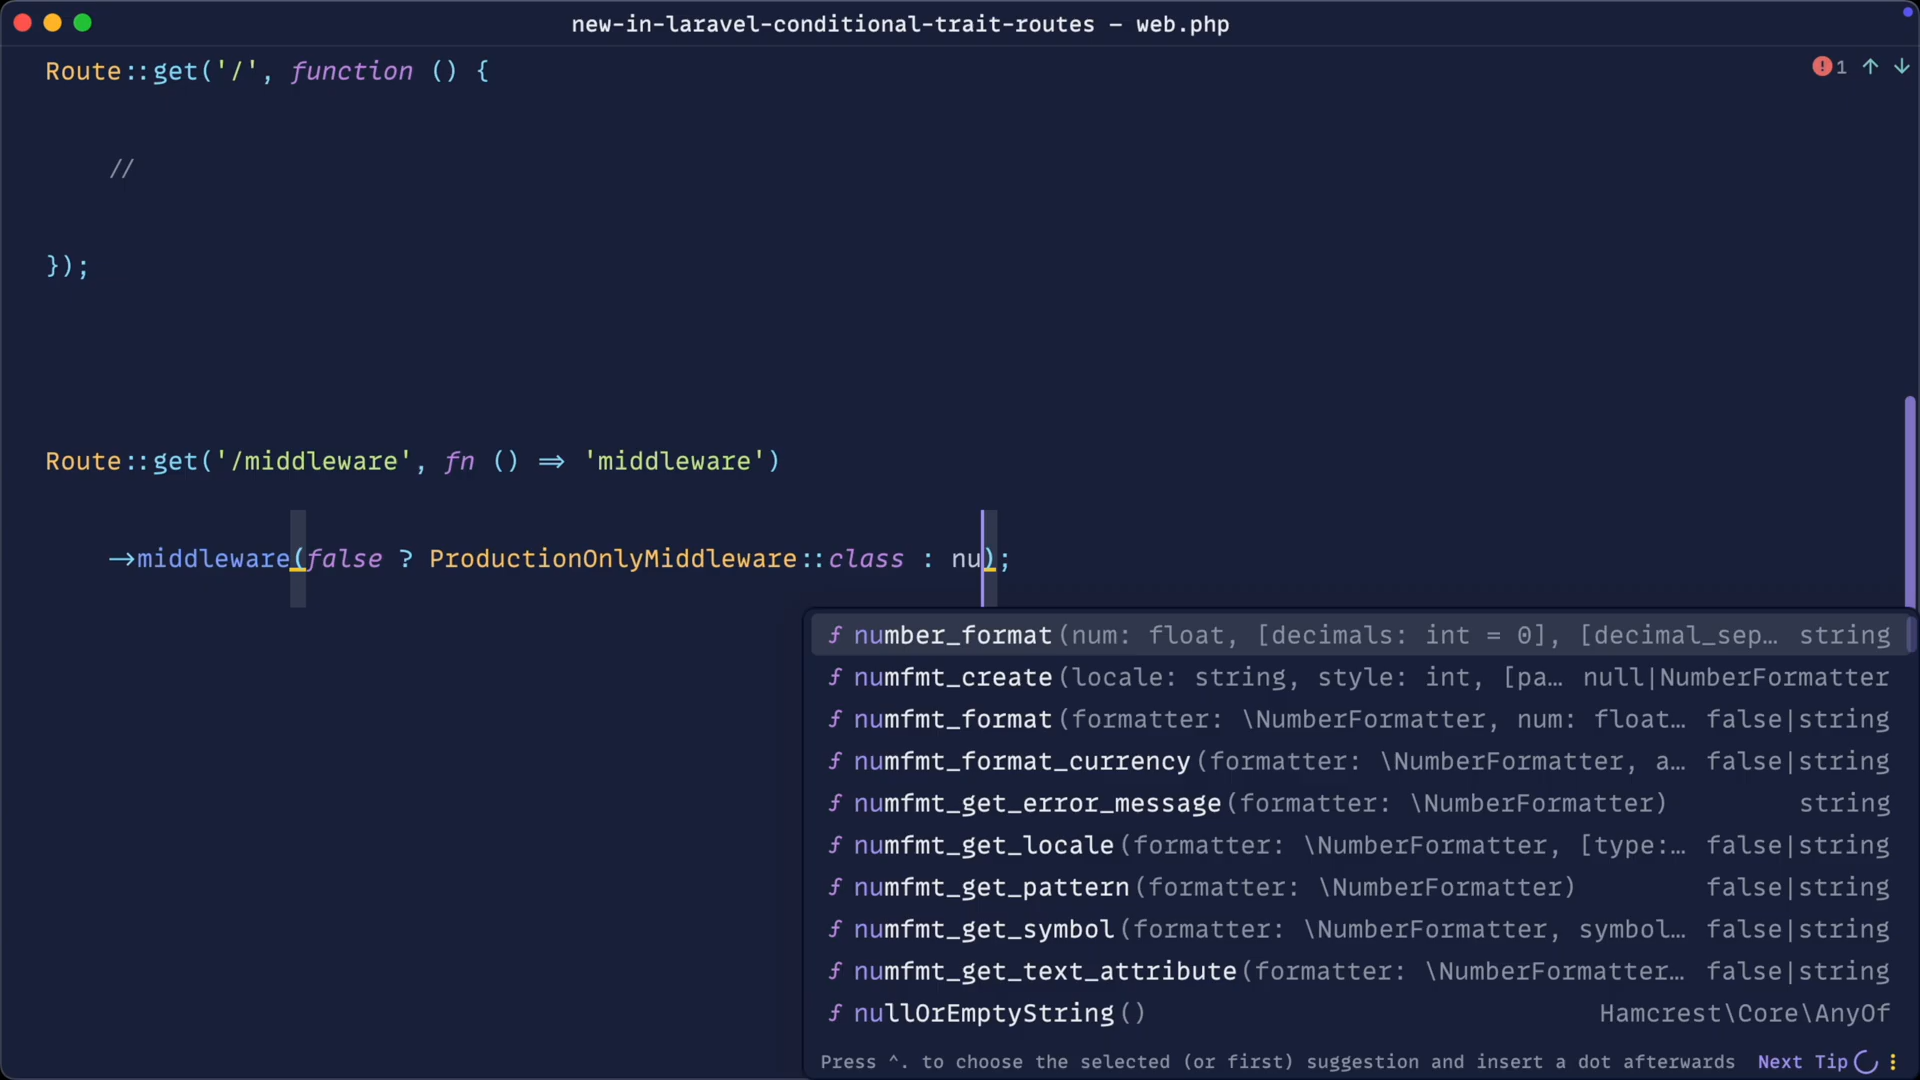 new-in-laravel-conditional-trait-routes – web.php
Route::get('/', function () {
1
//
});
Route::get('/middleware', fn () => 'middleware')
->middleware(false ? ProductionOnlyMiddleware::class : nu);
number_format(num: float, [decimals: int = 0], [decimal_sep… string
numfmt_create(locale: string, style: int, [pa… null|NumberFormatter
numfmt_format(formatter: \NumberFormatter, num: float… false|string
numfmt_format_currency(formatter: \NumberFormatter, a… false|string
numfmt_get_error_message(formatter: \NumberFormatter) string
numfmt_get_locale(formatter: \NumberFormatter, [type:… false|string
numfmt_get_pattern(formatter: \NumberFormatter) false|string
numfmt_get_symbol(formatter: \NumberFormatter, symbol… false|string
numfmt_get_text_attribute(formatter: \NumberFormatter… false|string
nullOrEmptyString() Hamcrest\Core\AnyOf
Press ^. to choose the selected (or first) suggestion and insert a dot afterwards Next Tip